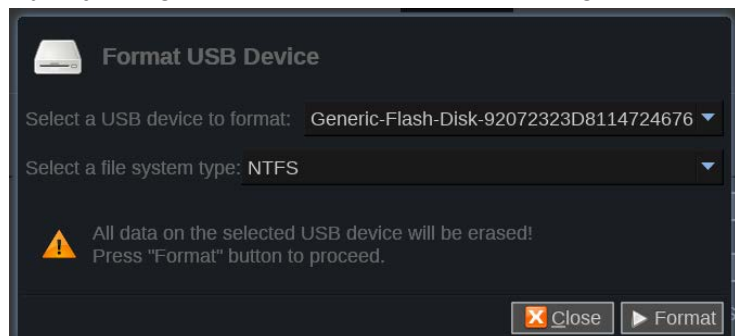 Format USB Device
Select a USB device to format: Generic-Flash-Disk-92072323D8114724676
Select a file system type: NTFS
All data on the selected USB device will be erased!
Press "Format" button to proceed.
Close Format